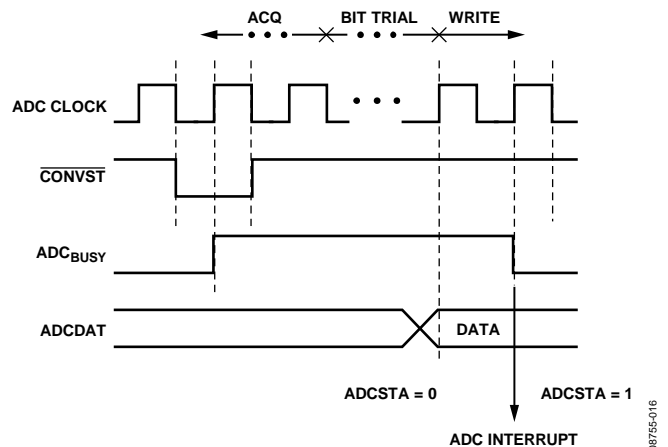 ACQ BIT TRIAL WRITE
ADC CLOCK
CONVST
ADCBUSY
ADCDAT DATA
ADCSTA = 0 ADCSTA = 1
ADC INTERRUPT
08755-016